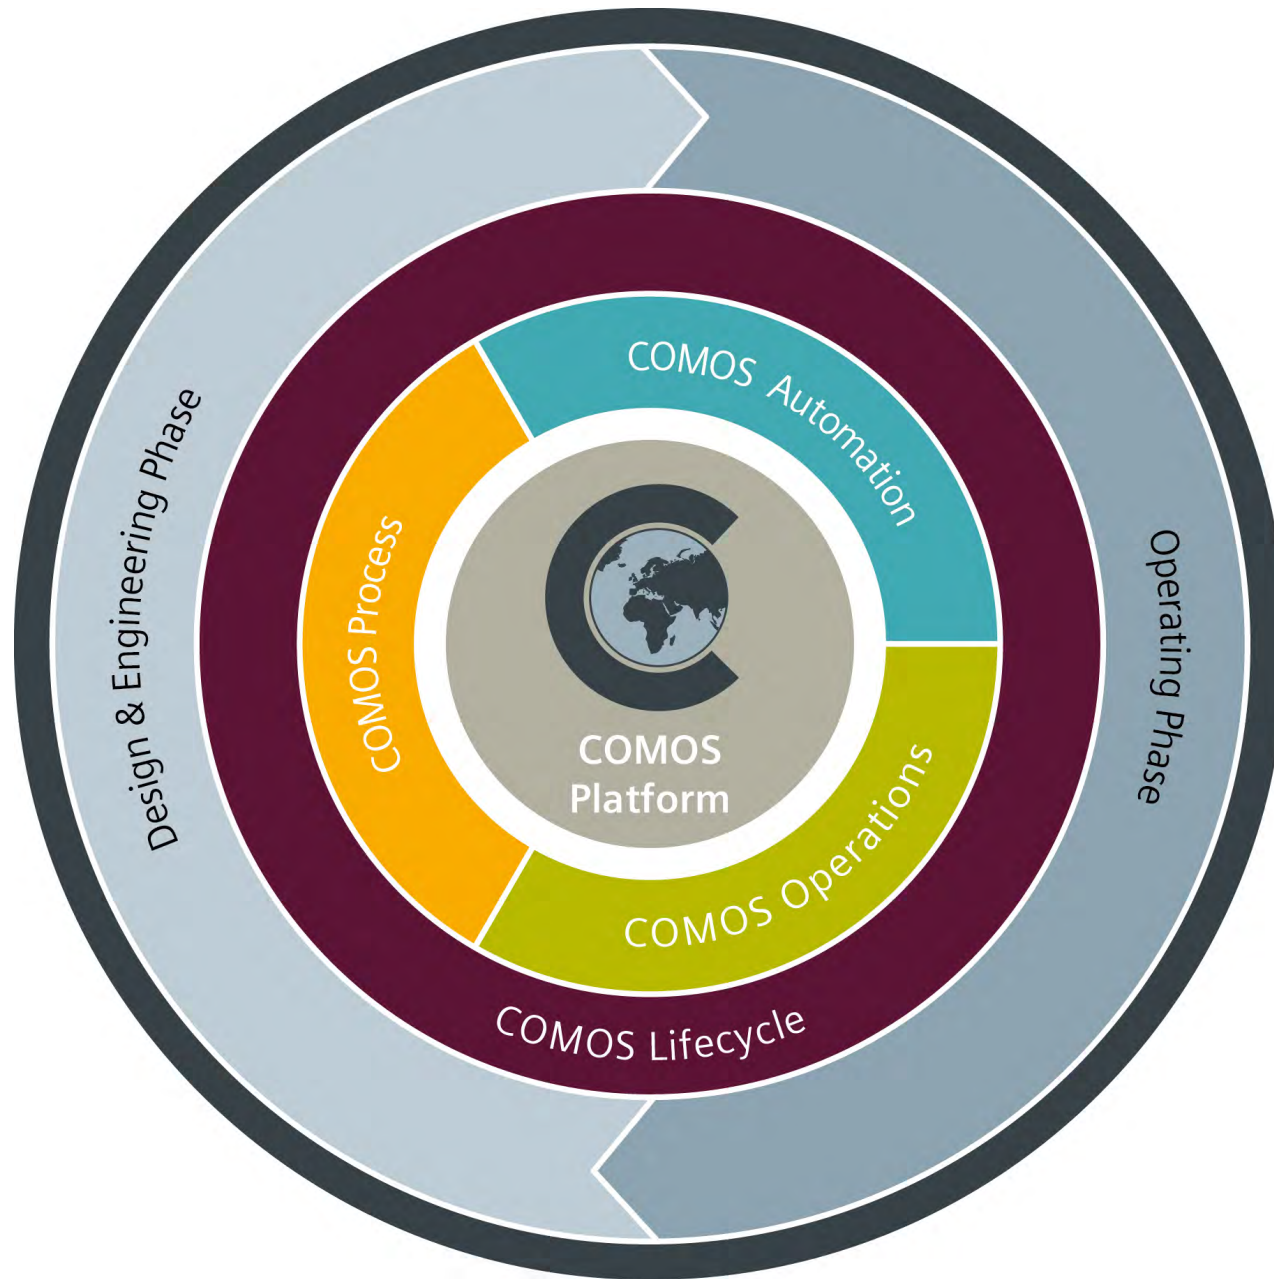 Design & Engineering Phase
Operating Phase
COMOS Process
COMOS Automation
COMOS Operations
COMOS Platform
COMOS Lifecycle